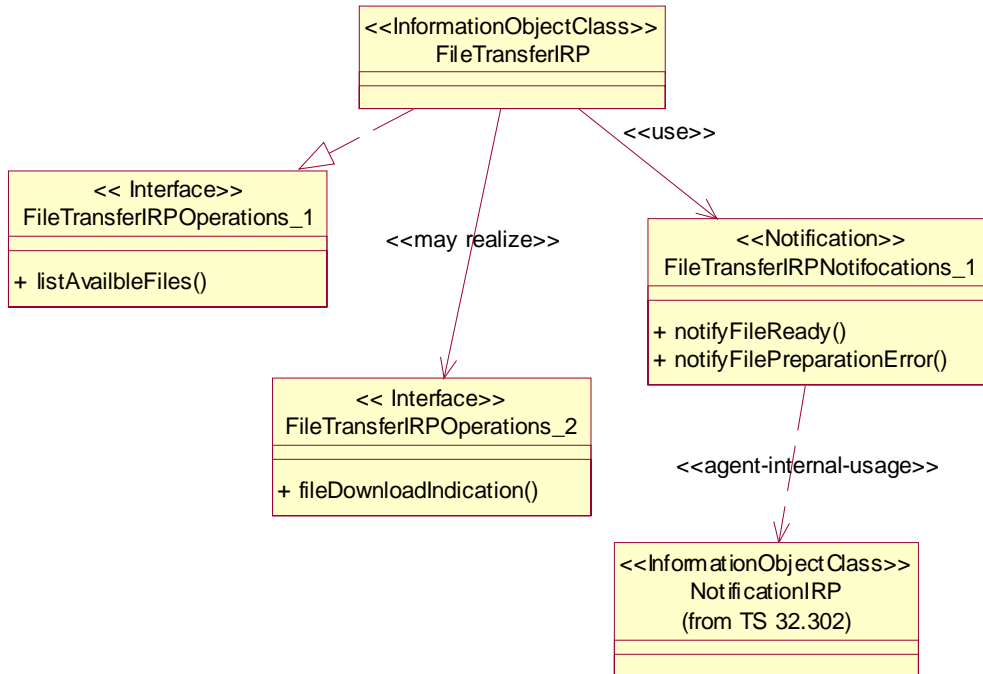 <<InformationObjectClass>>
FileTransferIRP
<<use>>
<< Interface>>
FileTransferIRPOperations_1
+ listAvailbleFiles()
<<may realize>>
<<Notification>>
FileTransferIRPNotifocations_1
+ notifyFileReady()
+ notifyFilePreparationError()
<< Interface>>
FileTransferIRPOperations_2
+ fileDownloadIndication()
<<agent-internal-usage>>
<<InformationObjectClass>>
NotificationIRP
(from TS 32.302)